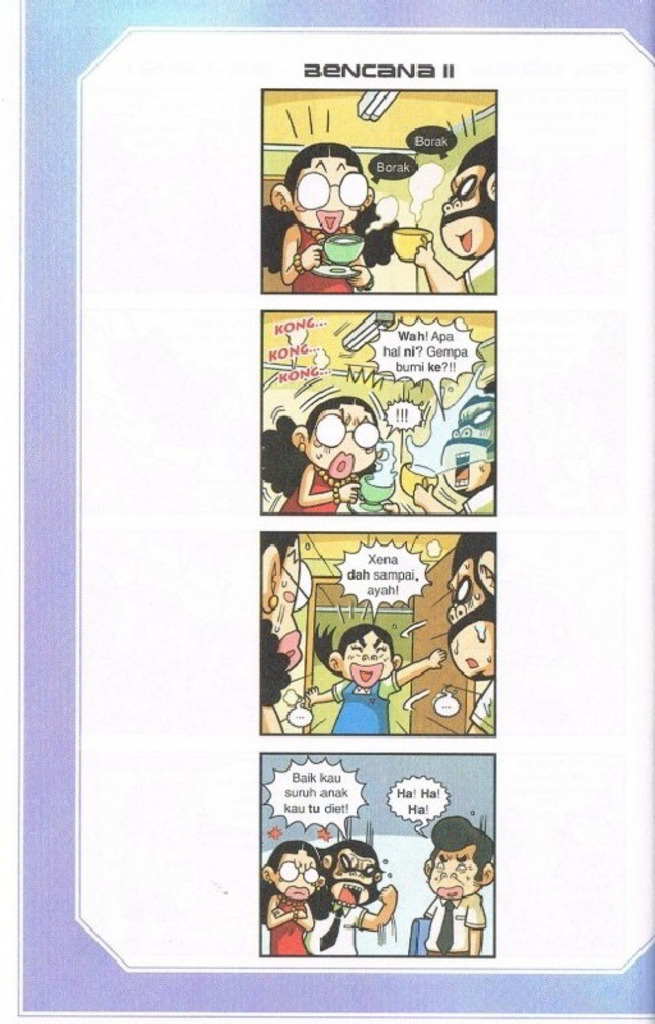 BENCANA II
Borak
Borak
KONG...
KONG...
KONG...
Wah! Apa
hal ni? Gempa
bumi ke?!!
!!!
Xena
dah sampai,
ayah!
...
...
Baik kau
suruh anak
kau tu diet!
Ha! Ha!
Ha!